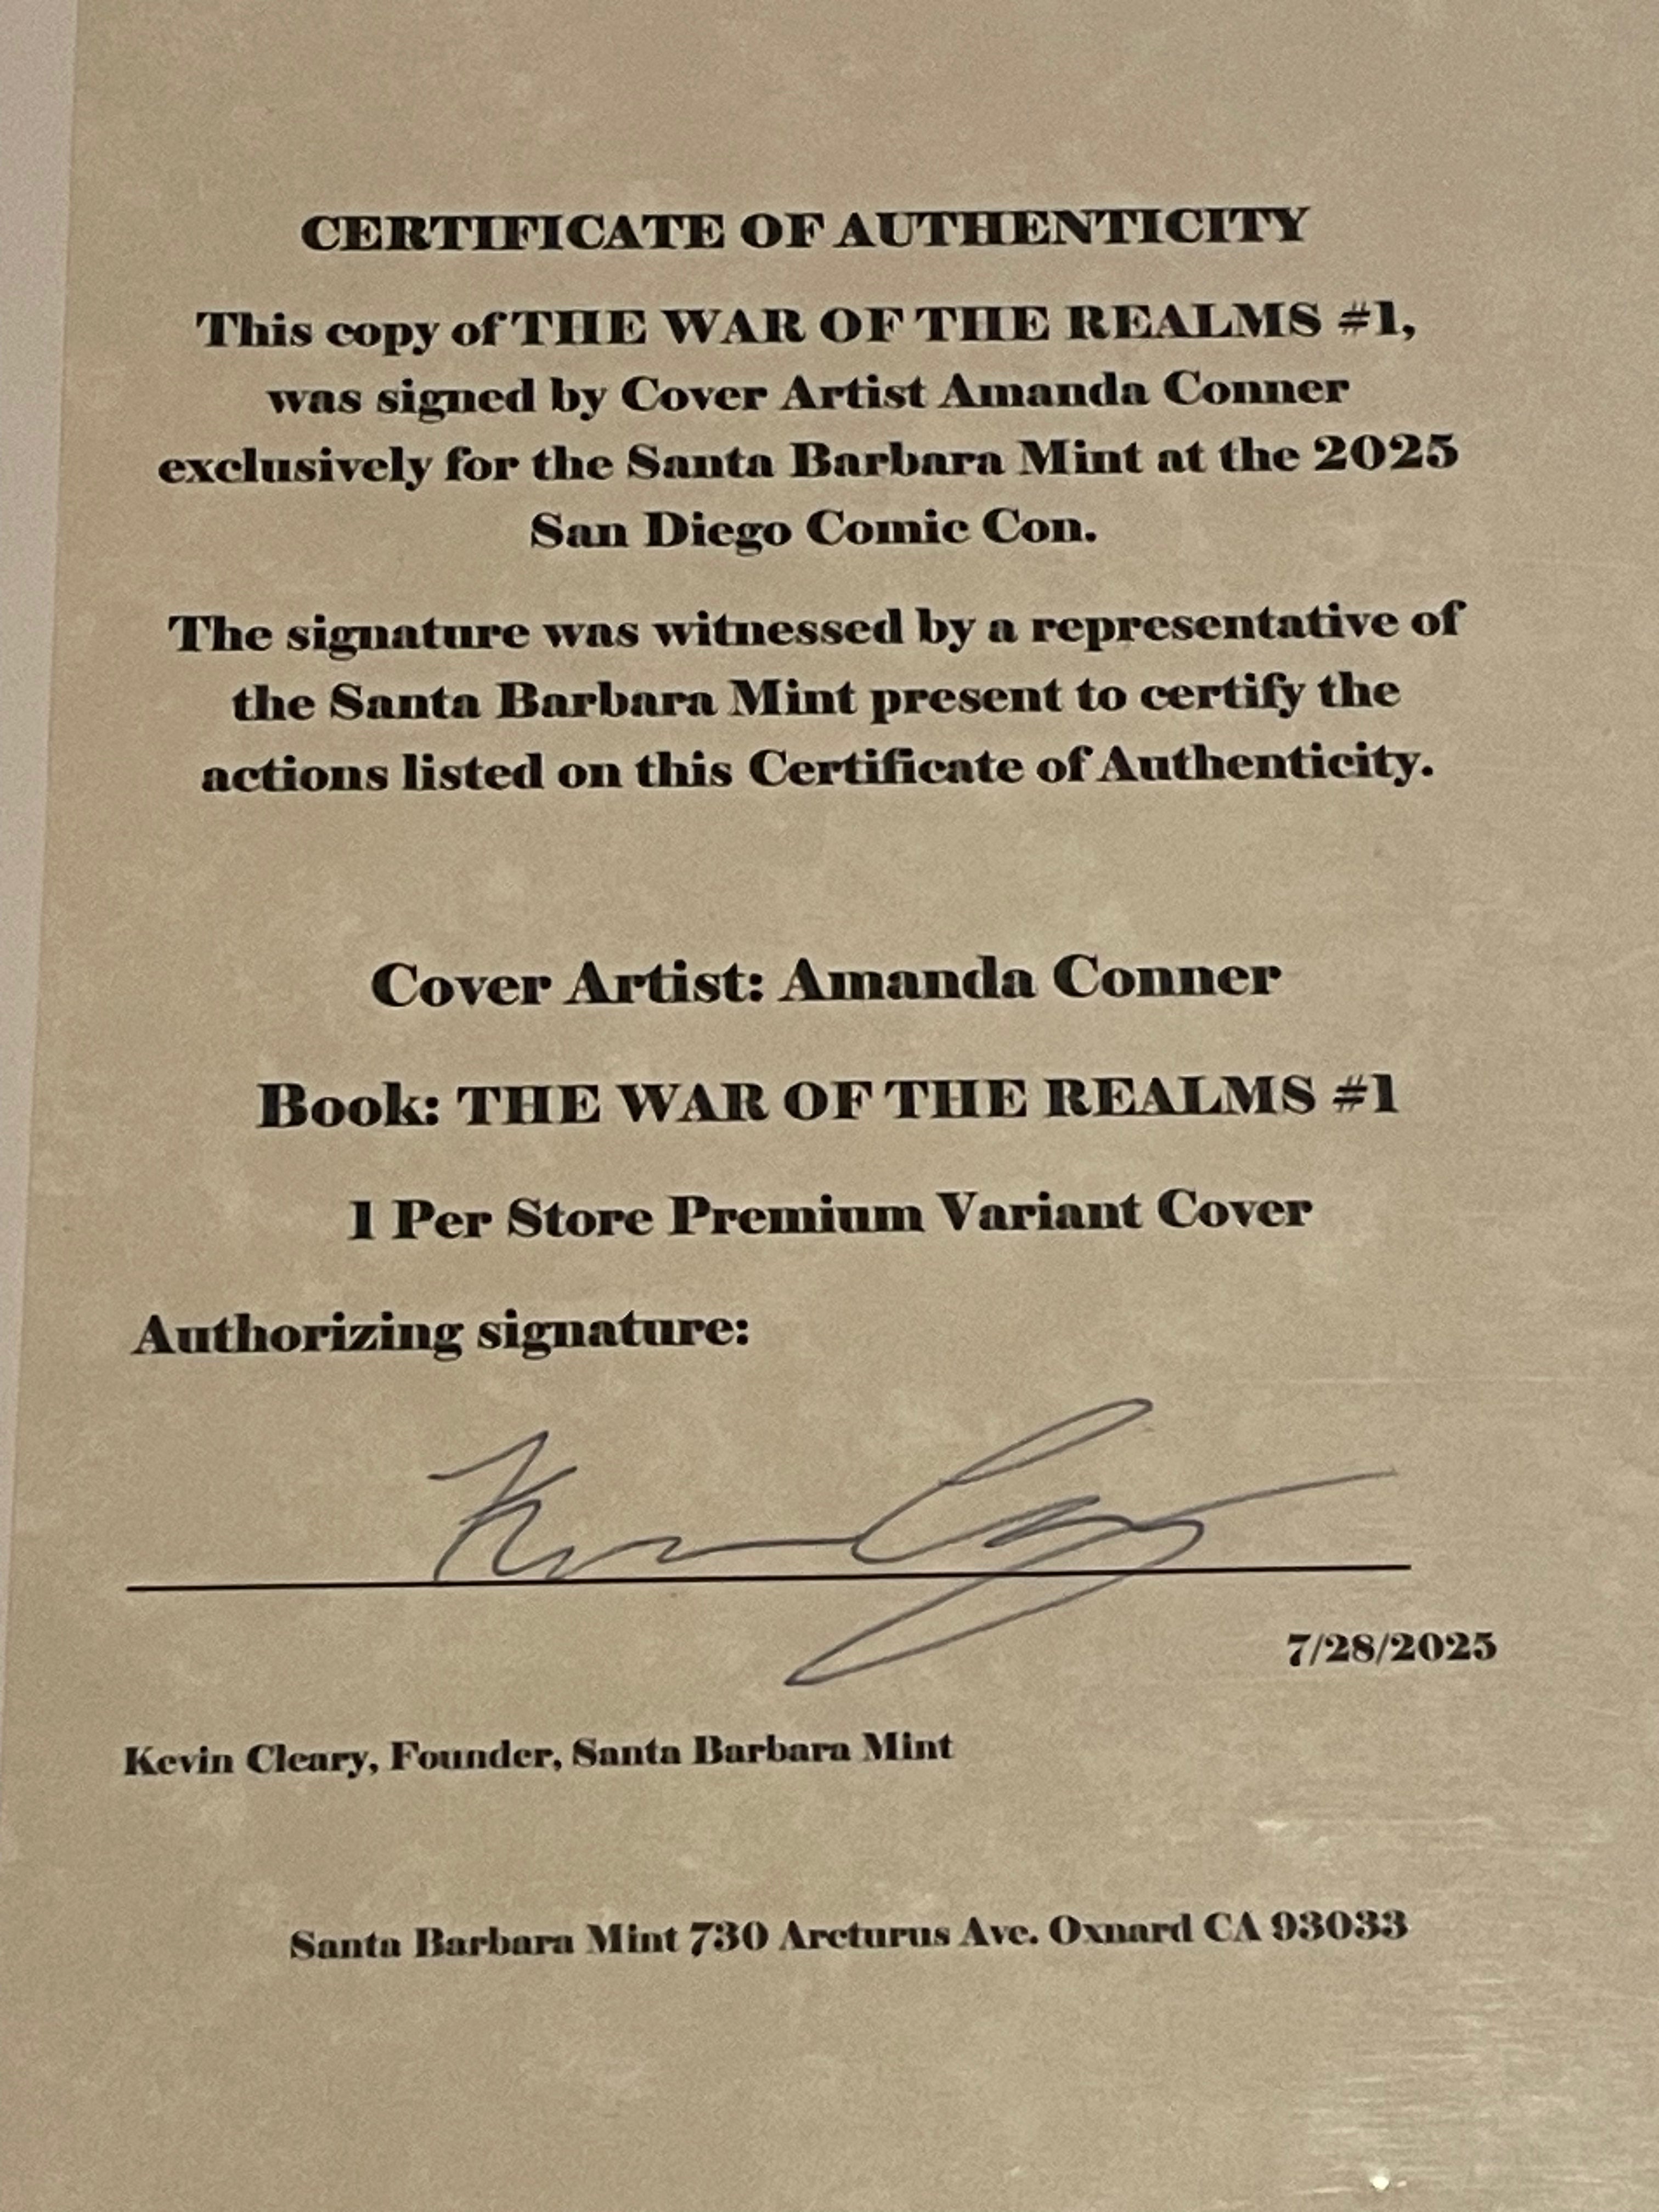 CERTIFICATE OF AUTHENTICITY
This copy of THE WAR OF THE REALMS #1,
was signed by Cover Artist Amanda Conner
exclusively for the Santa Barbara Mint at the 2025
San Diego Comic Con.
The signature was witnessed by a representative of
the Santa Barbara Mint present to certify the
actions listed on this Certificate of Authenticity.
Cover Artist: Amanda Conner
Book: THE WAR OF THE REALMS #1
1 Per Store Premium Variant Cover
Authorizing signature:
7/28/2025
Kevin Cleary, Founder, Santa Barbara Mint
Santa Barbara Mint 730 Arcturus Ave. Oxnard CA 93033